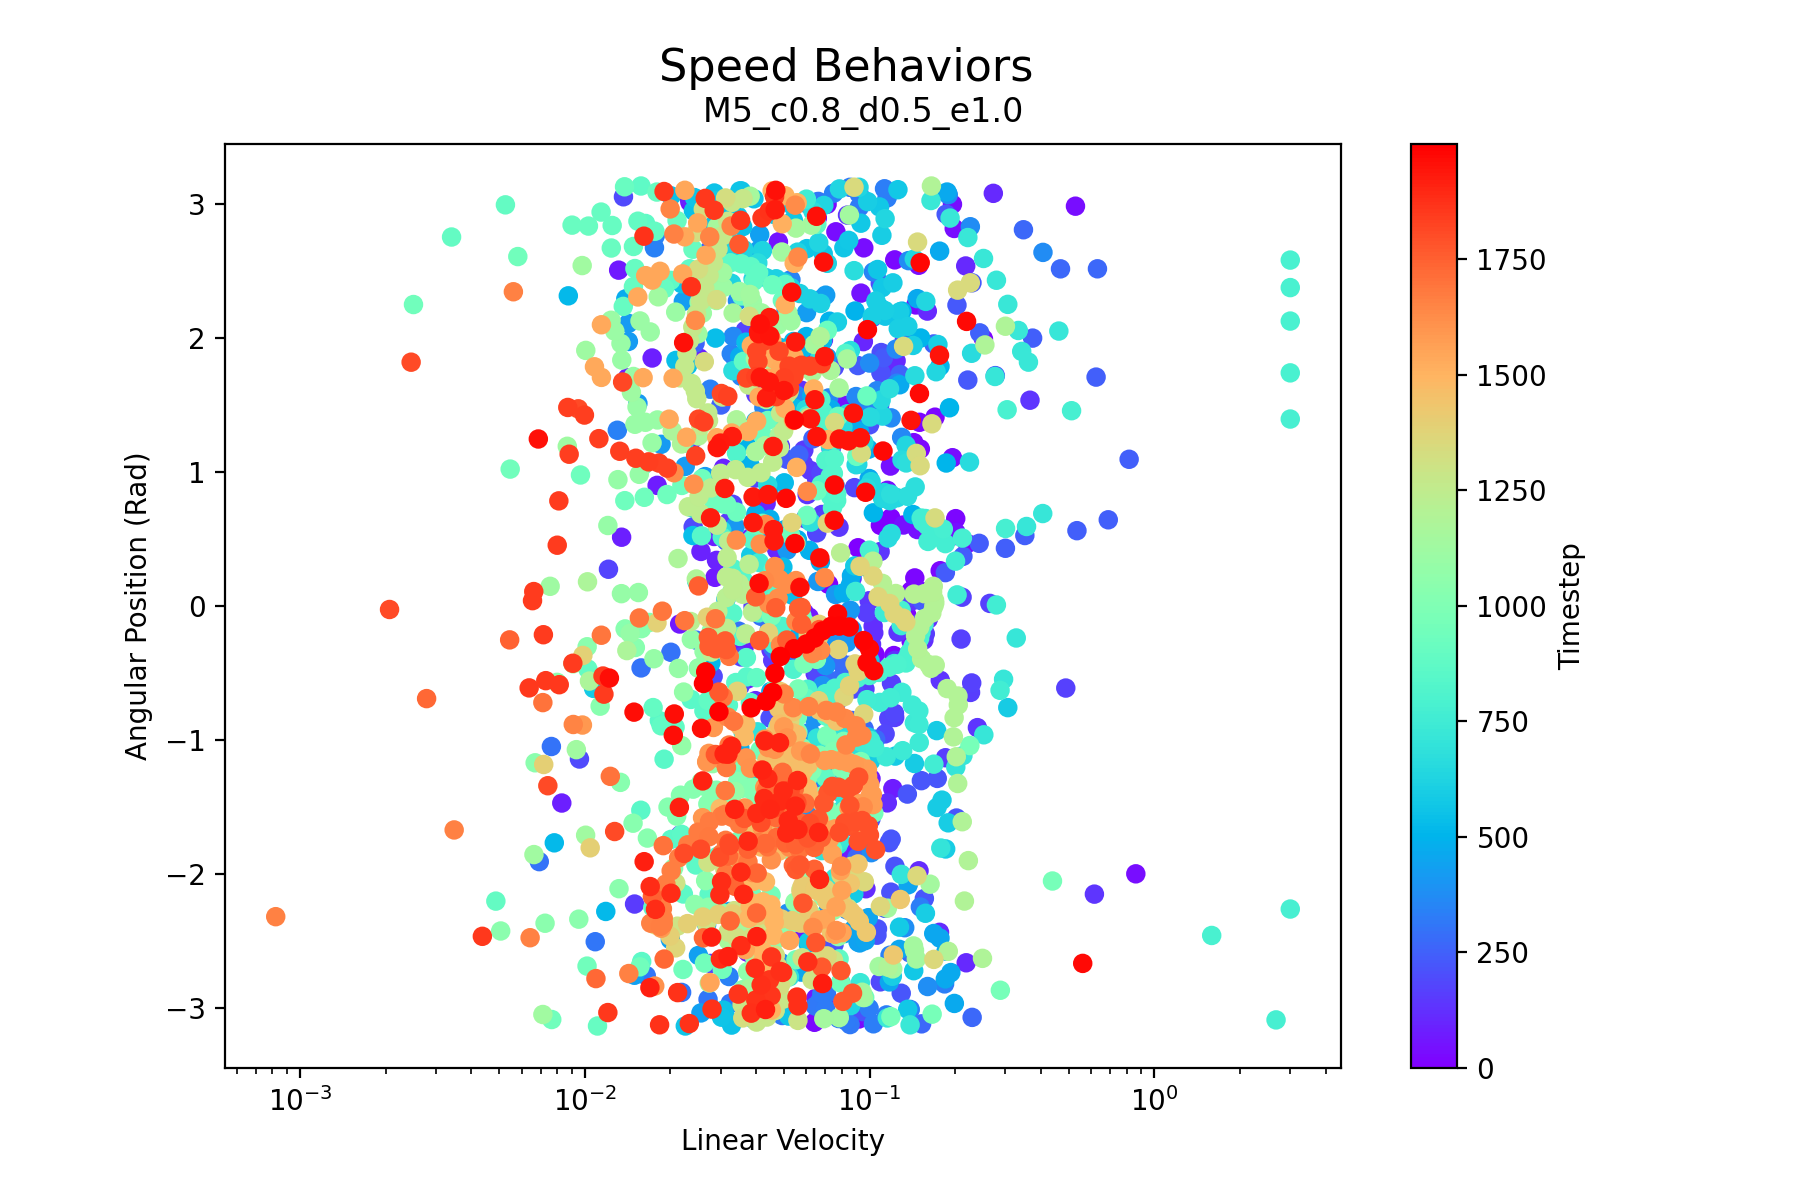 Speed Behaviors
M5_c0.8_d0.5_e1.0
3
2
1
0
−1
−2
−3
Angular Position (Rad)
10⁻³ 10⁻² 10⁻¹ 10⁰
Linear Velocity
1750
1500
1250
1000
750
500
250
0
Timestep